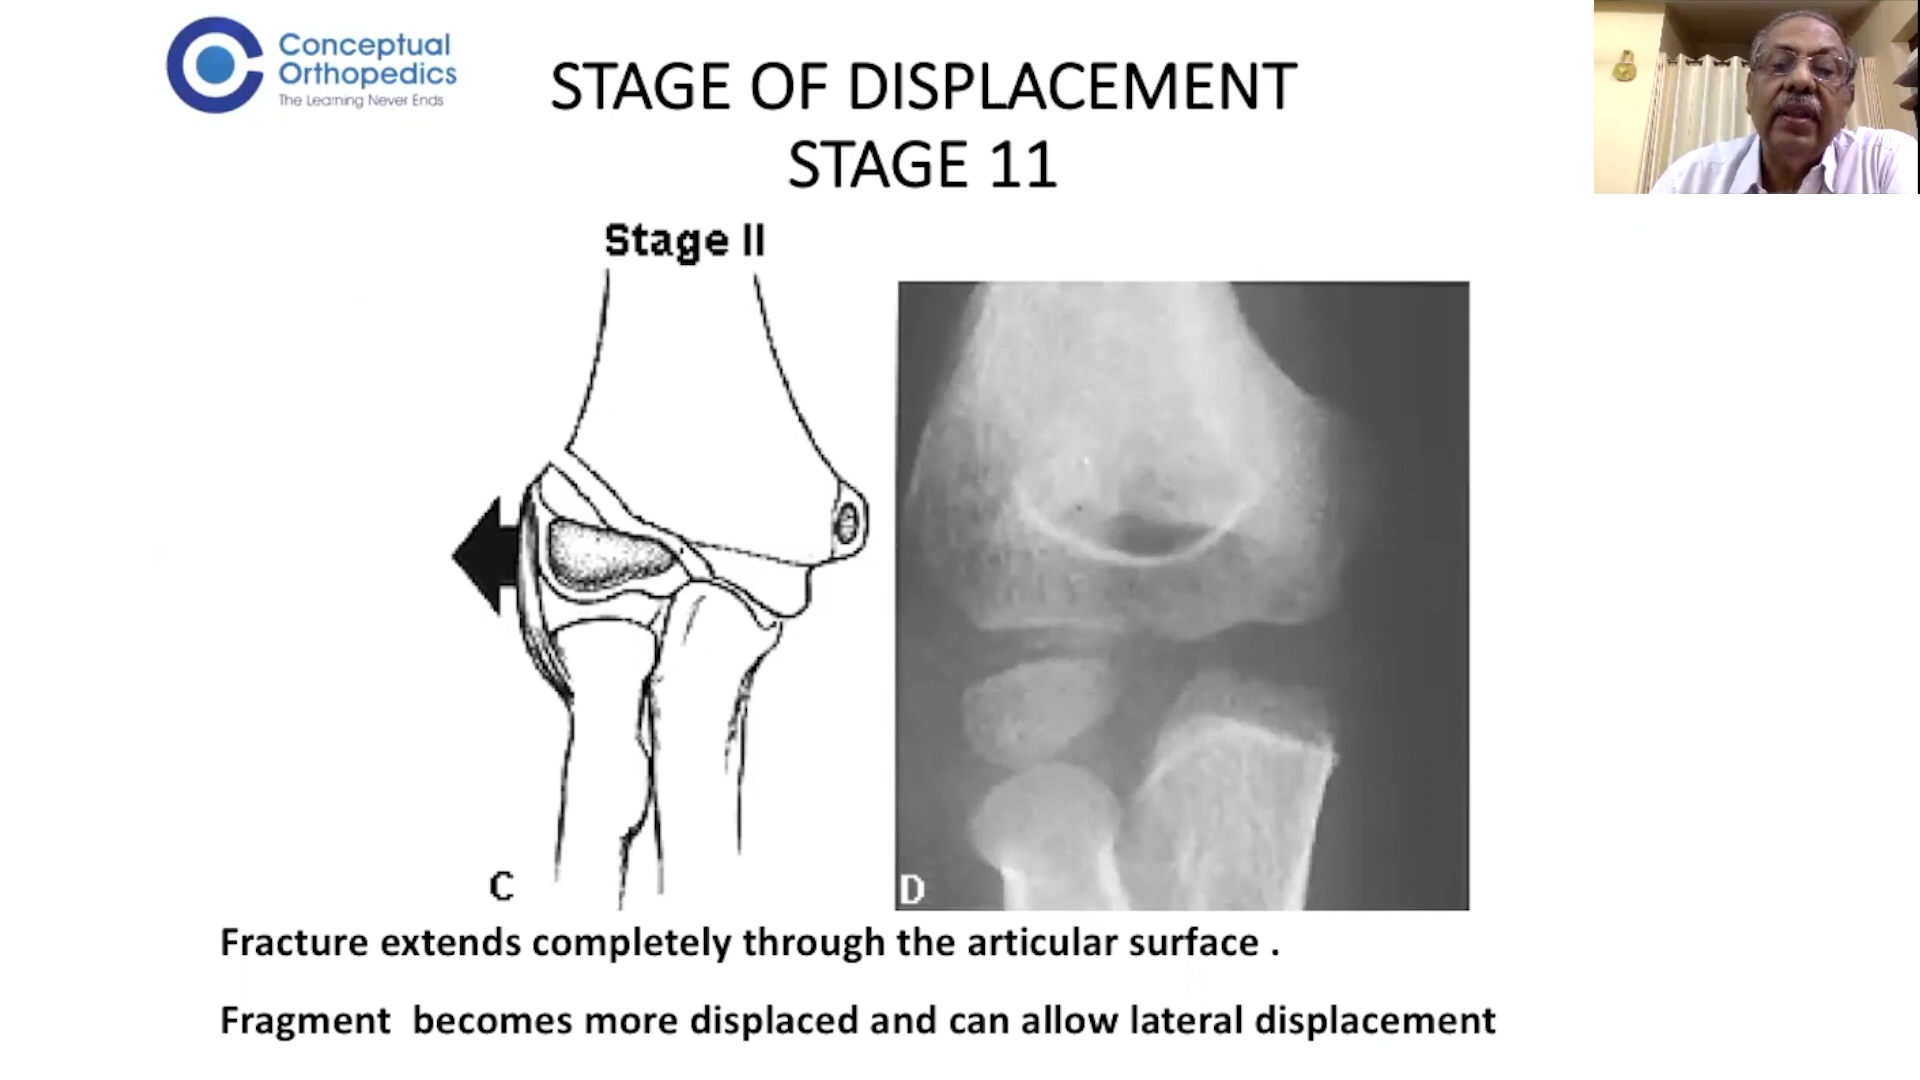 Conceptual
Orthopedics
The Learning Never Ends
STAGE OF DISPLACEMENT
STAGE 11
Stage II
C
D
Fracture extends completely through the articular surface .
Fragment  becomes more displaced and can allow lateral displacement